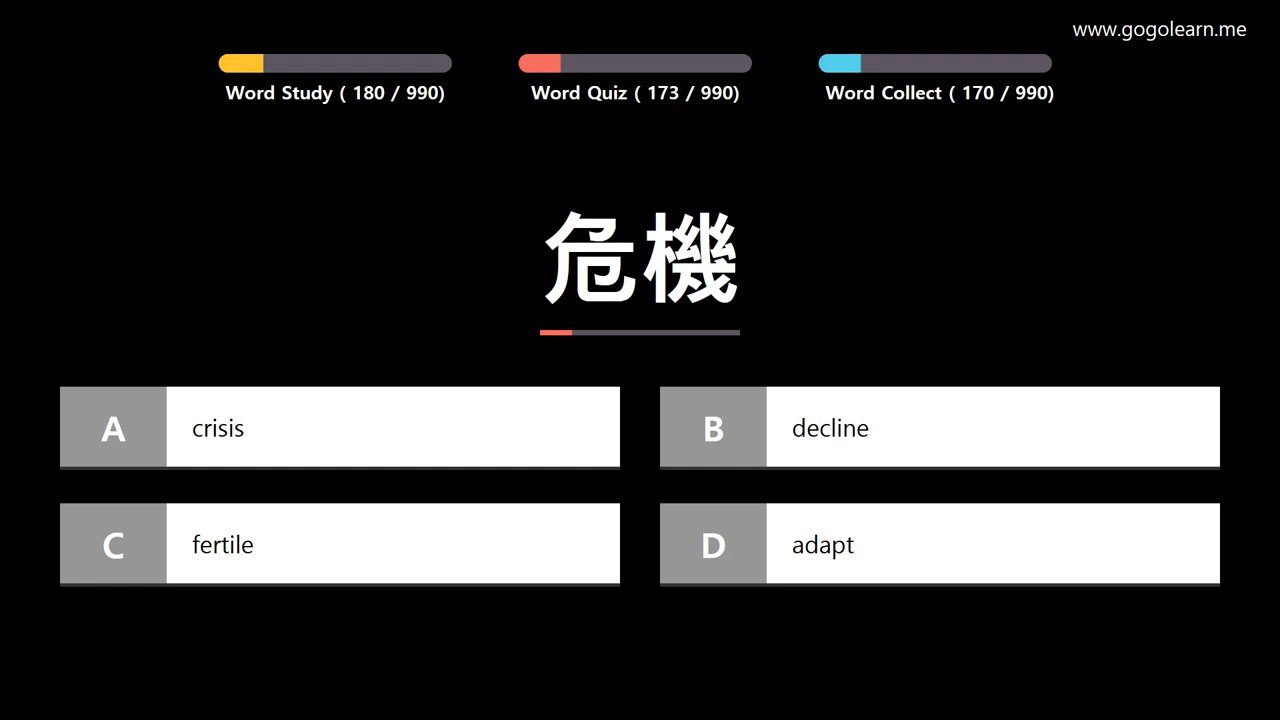 www.gogolearn.me
Word Study ( 180 / 990)
Word Quiz ( 173 / 990)
Word Collect ( 170 / 990)
危機
A crisis
B decline
C fertile
D adapt